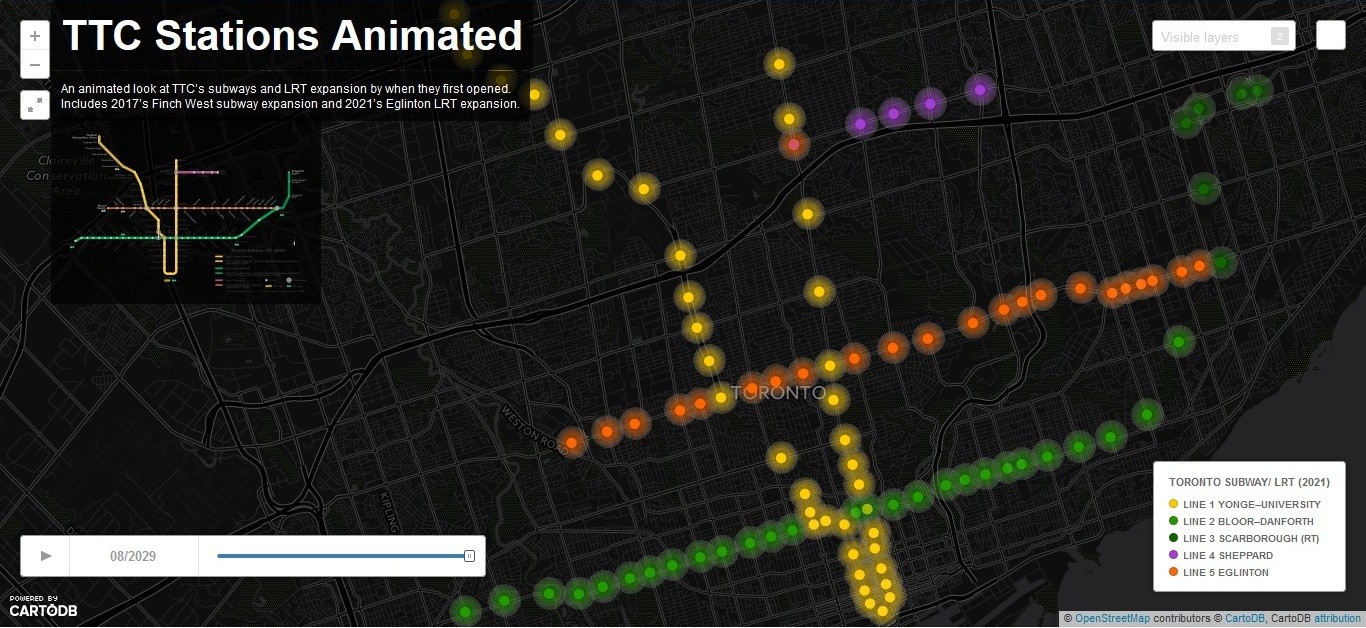 +
TTC Stations Animated
−
An animated look at TTC's subways and LRT expansion by when they first opened.
Includes 2017's Finch West subway expansion and 2021's Eglinton LRT expansion.
Visible layers 2
Claireville
Conservation
Area
TORONTO
WESTON ROAD
KIPLING
TORONTO SUBWAY/ LRT (2021)
LINE 1 YONGE–UNIVERSITY
LINE 2 BLOOR–DANFORTH
LINE 3 SCARBOROUGH (RT)
LINE 4 SHEPPARD
LINE 5 EGLINTON
08/2029
POWERED BY
CARTODB
© OpenStreetMap contributors © CartoDB, CartoDB attribution